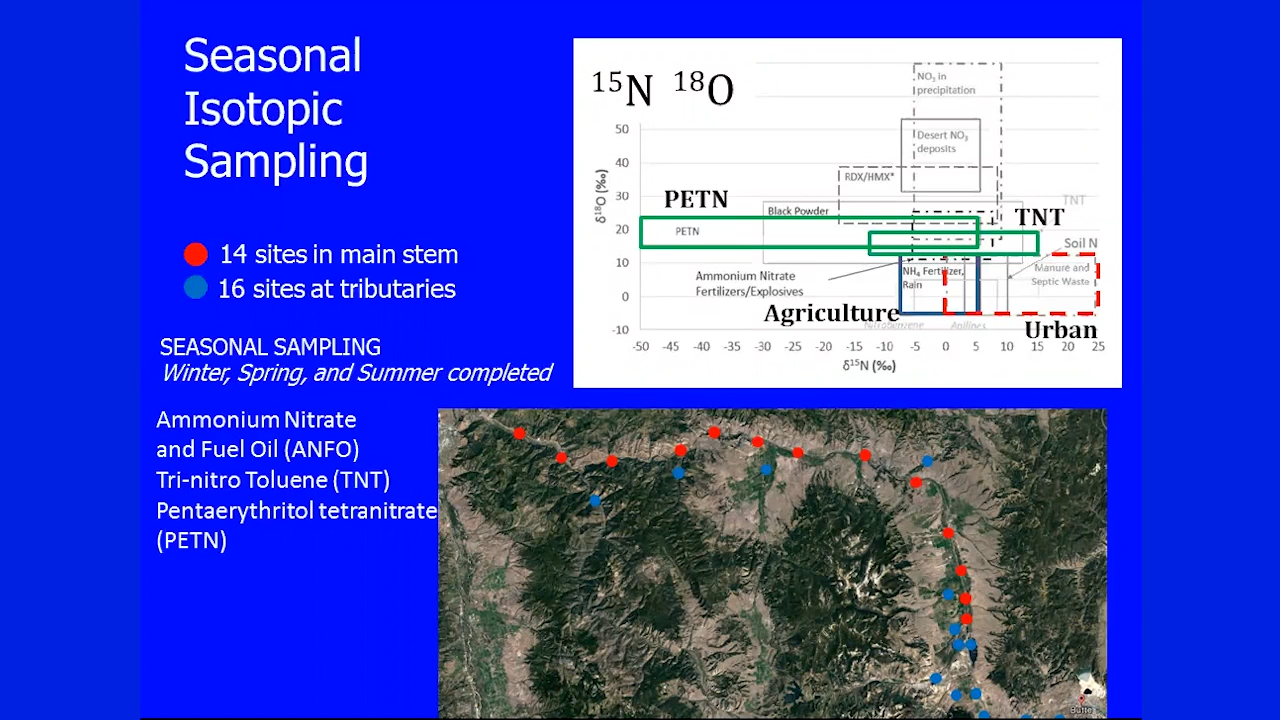 Seasonal
Isotopic
Sampling
14 sites in main stem
16 sites at tributaries
SEASONAL SAMPLING
Winter, Spring, and Summer completed
Ammonium Nitrate
and Fuel Oil (ANFO)
Tri-nitro Toluene (TNT)
Pentaerythritol tetranitrate
(PETN)
¹⁵N ¹⁸O
NO₃ in
precipitation
50
Desert NO₃
deposits
40
RDX/HMX*
δ¹⁸O (‰)
30
PETN
TNT
Black Powder
TNT
20
PETN
Soil N
10
Ammonium Nitrate
Fertilizers/Explosives
NH₄ Fertilizer,
Rain
Manure and
Septic Waste
0
Agriculture
Nitrobenzene
Anilines
Urban
-10
-50 -45 -40 -35 -30 -25 -20 -15 -10 -5 0 5 10 15 20 25
δ¹⁵N (‰)
Butte